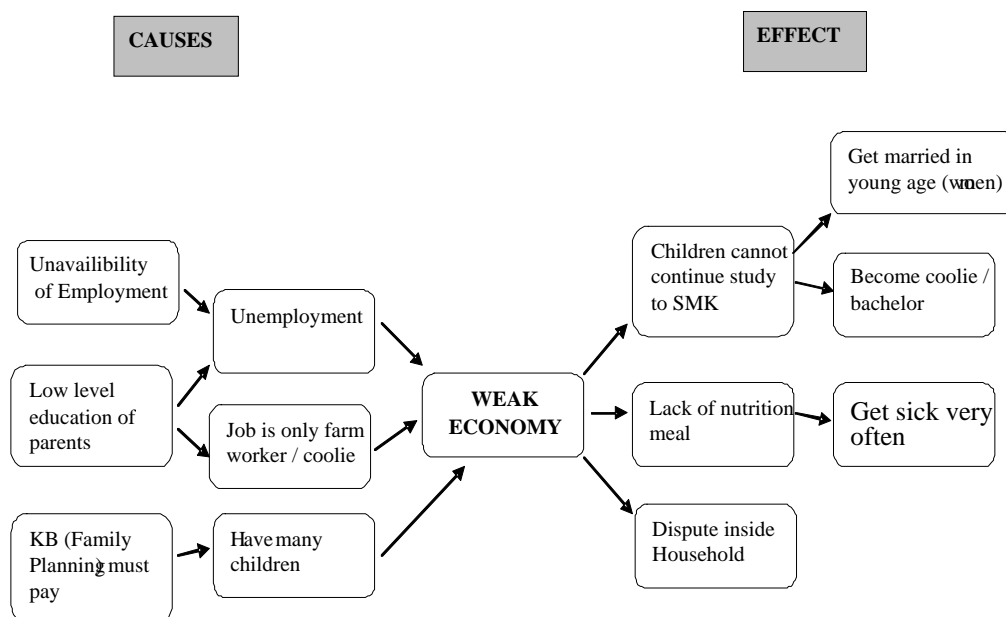 CAUSES
EFFECT
Get married in
young age (women)
Children cannot
continue study
to SMK
Become coolie /
bachelor
Unavailibility
of Employment
Unemployment
Low level
education of
parents
Job is only farm
worker / coolie
WEAK
ECONOMY
Lack of nutrition
meal
Get sick very
often
KB (Family
Planning) must
pay
Have many
children
Dispute inside
Household